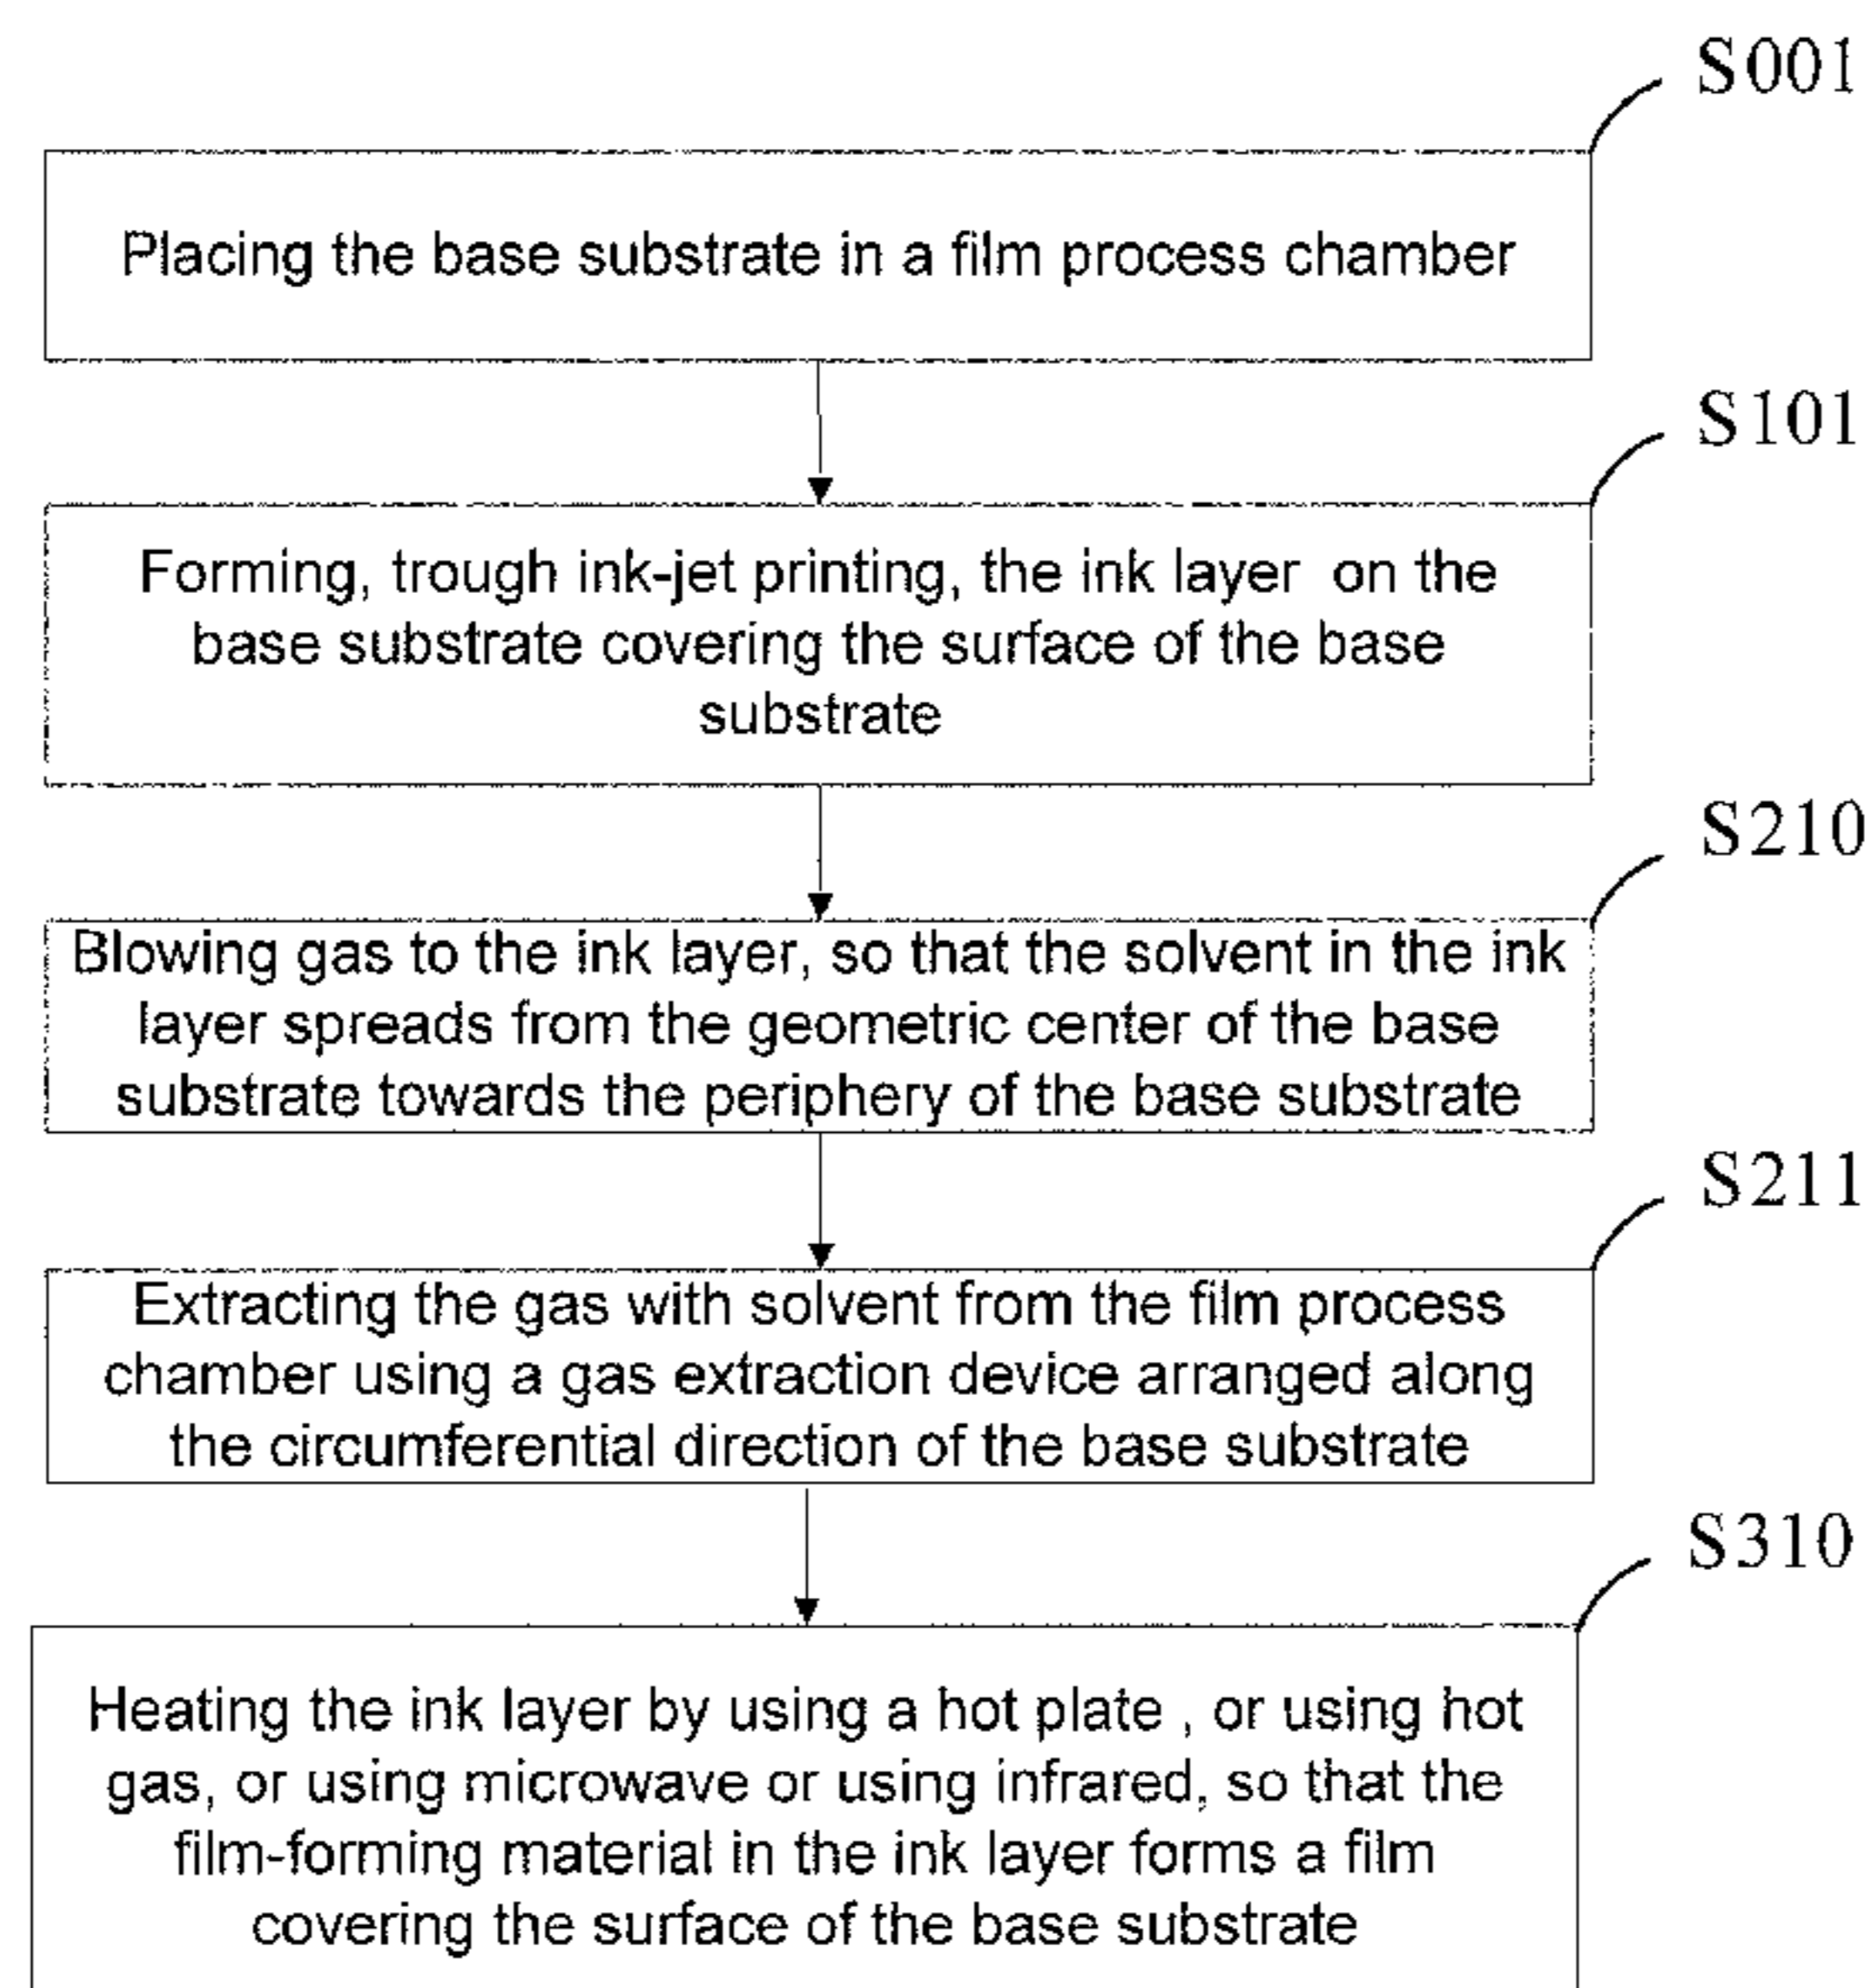 S001
Placing the base substrate in a film process chamber
S101
Forming, trough ink-jet printing, the ink layer on the
base substrate covering the surface of the base
substrate
S210
Blowing gas to the ink layer, so that the solvent in the ink
layer spreads from the geometric center of the base
substrate towards the periphery of the base substrate
S211
Extracting the gas with solvent from the film process
chamber using a gas extraction device arranged along
the circumferential direction of the base substrate
S310
Heating the ink layer by using a hot plate , or using hot
gas, or using microwave or using infrared, so that the
film-forming material in the ink layer forms a film
covering the surface of the base substrate